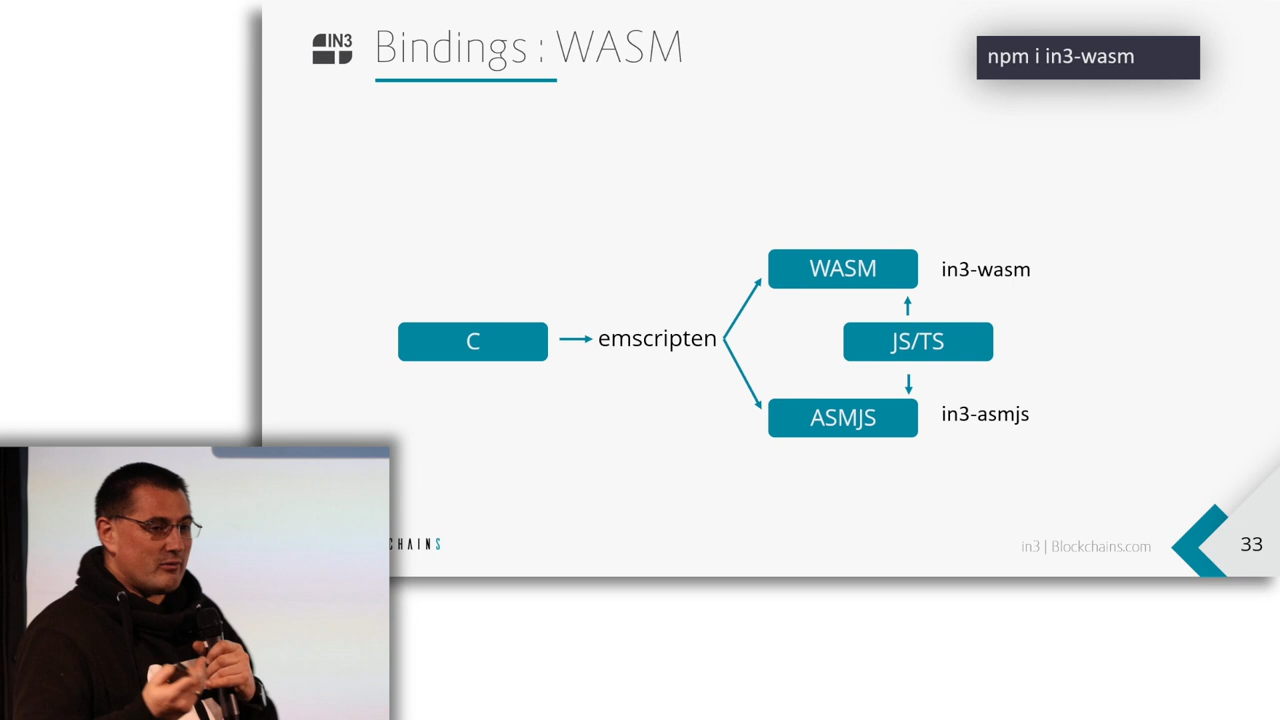 IN3
Bindings : WASM
npm i in3-wasm
WASM
in3-wasm
C
emscripten
JS/TS
ASMJS
in3-asmjs
CHAINS
in3 | Blockchains.com
33